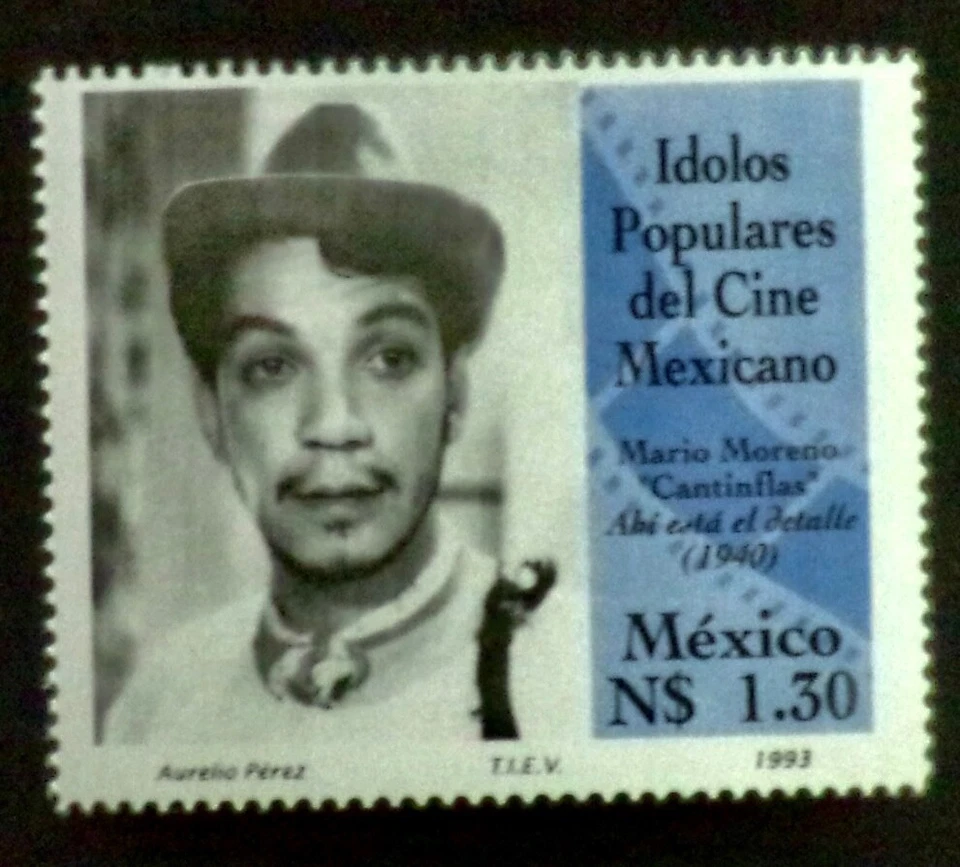 Idolos
Populares
del Cine
Mexicano
Mario Moreno
"Cantinflas"
Ahí está el detalle
(1940)
México
N$ 1.30
Aurelio Pérez T.I.E.V. 1993